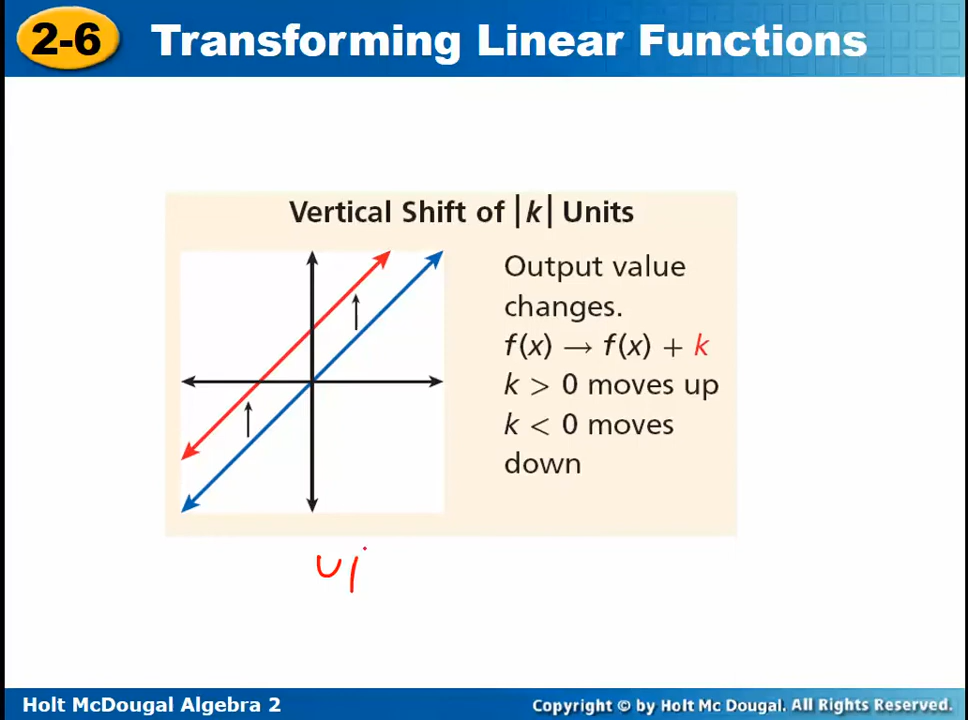 2-6 Transforming Linear Functions
Vertical Shift of |k| Units
Output value
changes.
f(x) → f(x) + k
k > 0 moves up
k < 0 moves
down
Holt McDougal Algebra 2
Copyright © by Holt Mc Dougal. All Rights Reserved.